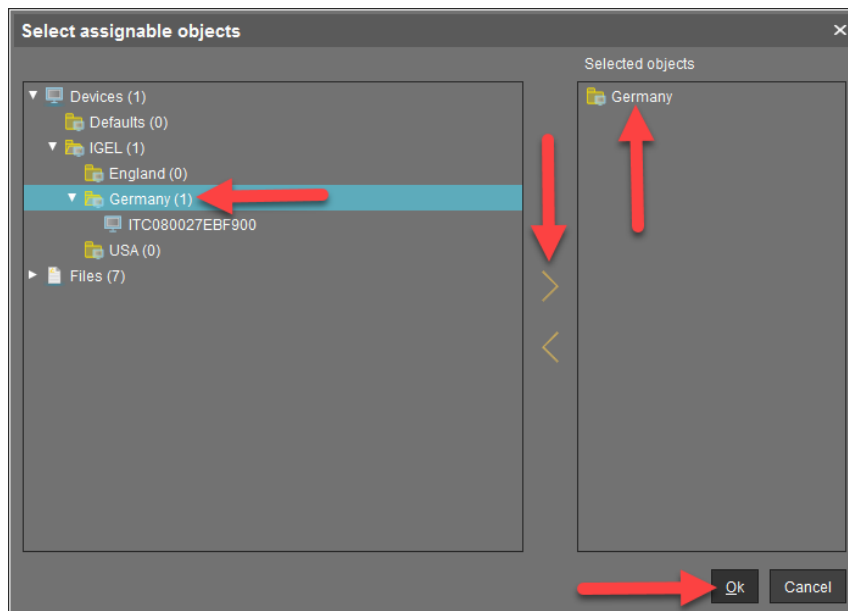 Select assignable objects
Selected objects
Devices (1)
Defaults (0)
IGEL (1)
England (0)
Germany (1)
ITC080027EBF900
USA (0)
Files (7)
Germany
Ok
Cancel